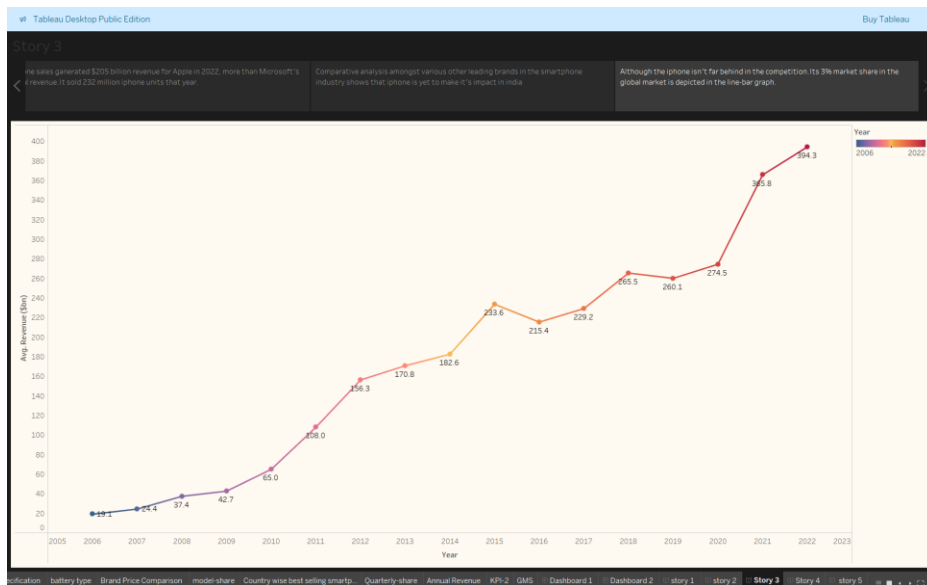 Tableau Desktop Public Edition
Buy Tableau
Story 3
ne sales ganerated $205 bilion revenue for Apple in 2022, more than Microsoft's
l revenue.It sold 232 million iphone units that year.
Comparative analysis amongst various other leading brands in the smartphone
industry shows that iphone is yet to make it's impact in india
Although the iphone isn't far behind in the competition.Its 3% market share in the
global market is depicted in the line-bar graph.
Year
2006 2022
Avg. Revenue ($bn)
400
380
360
340
320
300
280
260
240
220
200
180
160
140
120
100
80
60
40
20
0
19.1
24.4
37.4
42.7
65.0
108.0
156.3
170.8
182.6
233.6
215.4
229.2
265.5
260.1
274.5
365.8
394.3
2005 2006 2007 2008 2009 2010 2011 2012 2013 2014 2015 2016 2017 2018 2019 2020 2021 2022 2023
Year
ecification battery type Brand Price Comparison model-share Country wise best selling smartp... Quarterly-share Annual Revenue KPI-2 GMS Dashboard 1 Dashboard 2 story 1 story 2 Story 3 Story 4 story 5